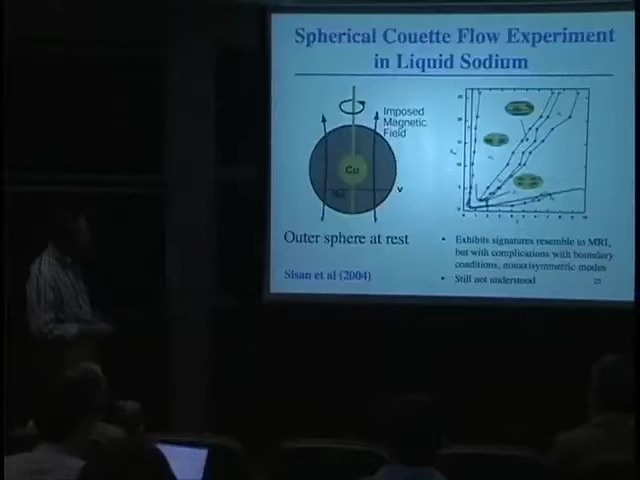 Spherical Couette Flow Experiment
in Liquid Sodium
Imposed
Magnetic
Field
Cu
Outer sphere at rest
Sisan et al (2004)
• Exhibits signatures resemble to MRI,
but with complications with boundary
conditions, nonaxisymmetric modes
• Still not understood